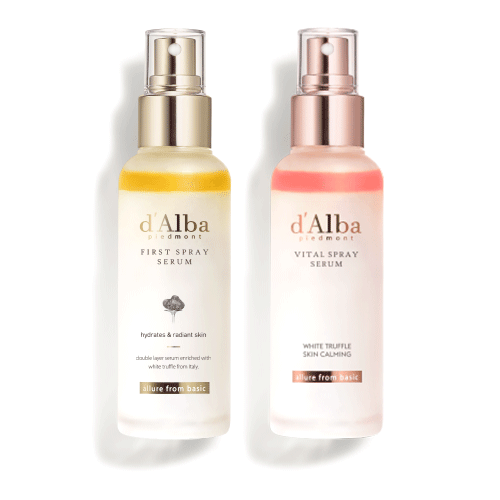 d'Alba
piedmont
FIRST SPRAY
SERUM
hydrates & radiant skin
double layer serum enriched with
white truffle from Italy.
allure from basic
d'Alba
piedmont
VITAL SPRAY
SERUM
WHITE TRUFFLE
SKIN CALMING
allure from basic